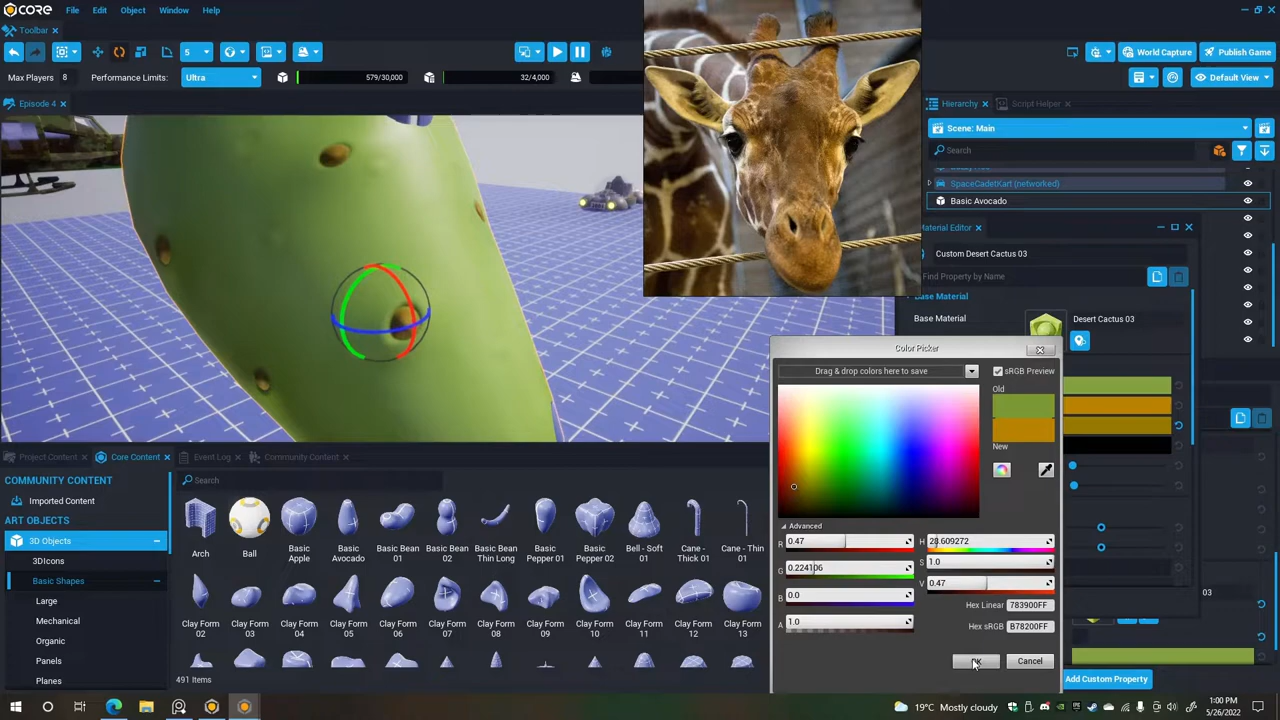 CORE File Edit Object Window Help
Toolbar
5
World Capture Publish Game
Max Players 8 Performance Limits: Ultra 579/30,000 32/4,000
Default View
Episode 4
Hierarchy Script Helper
Scene: Main
Search
SpaceCadetKart (networked)
Basic Avocado
Material Editor
Custom Desert Cactus 03
Find Property by Name
Base Material
Base Material Desert Cactus 03
Color Picker
Drag & drop colors here to save
sRGB Preview
Old
New
Advanced
R 0.47 H 28.609272
G 0.224106 S 1.0
B 0.0 V 0.47
A 1.0
Hex Linear 783900FF
Hex sRGB B78200FF
OK Cancel
03
Add Custom Property
Project Content Core Content Event Log Community Content
COMMUNITY CONTENT
Imported Content
ART OBJECTS
3D Objects
3DIcons
Basic Shapes
Large
Mechanical
Organic
Panels
Planes
Search
Arch Ball Basic Apple Basic Avocado Basic Bean 01 Basic Bean 02 Basic Bean Thin Long Basic Pepper 01 Basic Pepper 02 Bell - Soft 01 Cane - Thick 01 Cane - Thin 01
Clay Form 02 Clay Form 03 Clay Form 04 Clay Form 05 Clay Form 06 Clay Form 07 Clay Form 08 Clay Form 09 Clay Form 10 Clay Form 11 Clay Form 12 Clay Form 13
491 Items
19°C Mostly cloudy
1:00 PM
5/26/2022